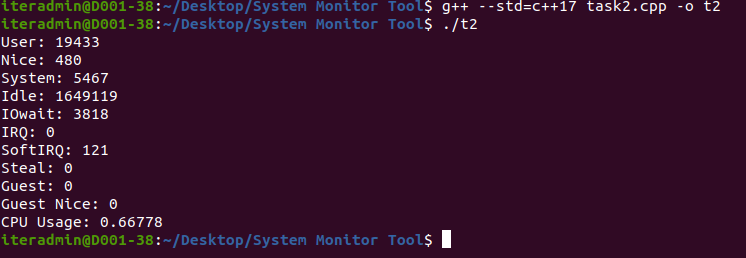 iteradmin@D001-38:~/Desktop/System Monitor Tool$ g++ --std=c++17 task2.cpp -o t2
iteradmin@D001-38:~/Desktop/System Monitor Tool$ ./t2
User: 19433
Nice: 480
System: 5467
Idle: 1649119
IOwait: 3818
IRQ: 0
SoftIRQ: 121
Steal: 0
Guest: 0
Guest Nice: 0
CPU Usage: 0.66778
iteradmin@D001-38:~/Desktop/System Monitor Tool$